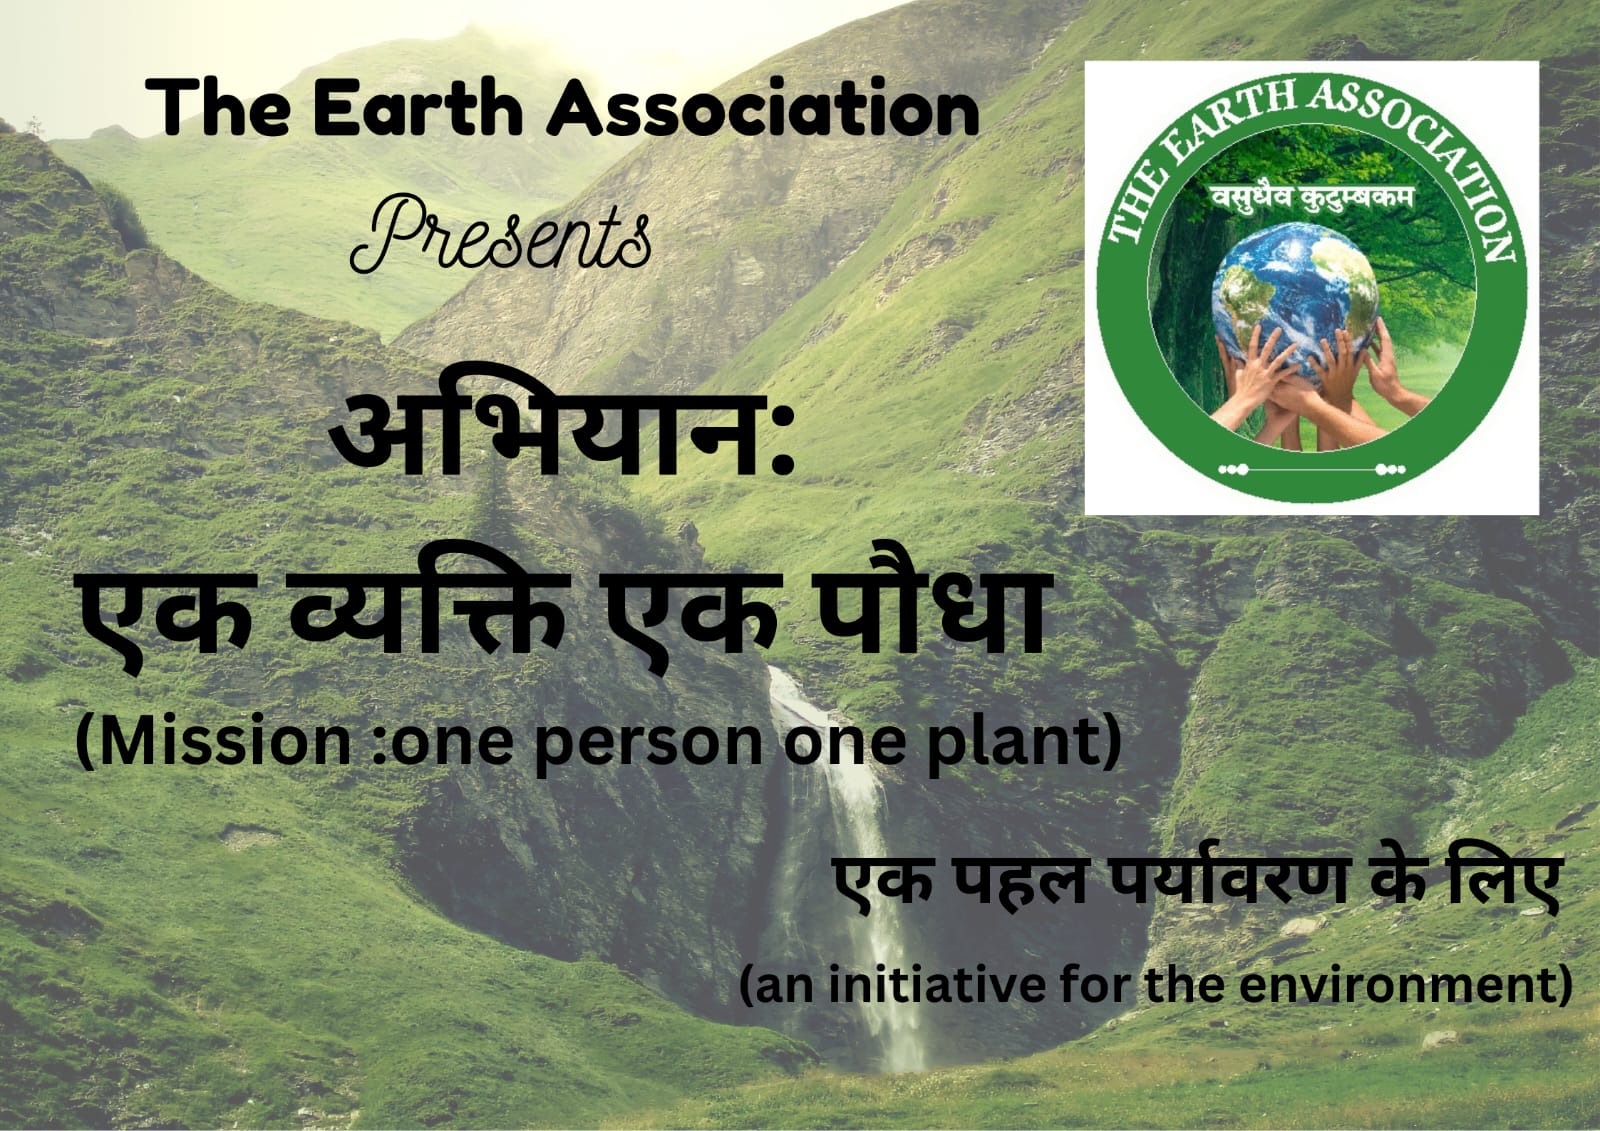 The Earth Association
Presents
THE EARTH ASSOCIATION
वसुधैव कुटुम्बकम
अभियान:
एक व्यक्ति एक पौधा
(Mission :one person one plant)
एक पहल पर्यावरण के लिए
(an initiative for the environment)